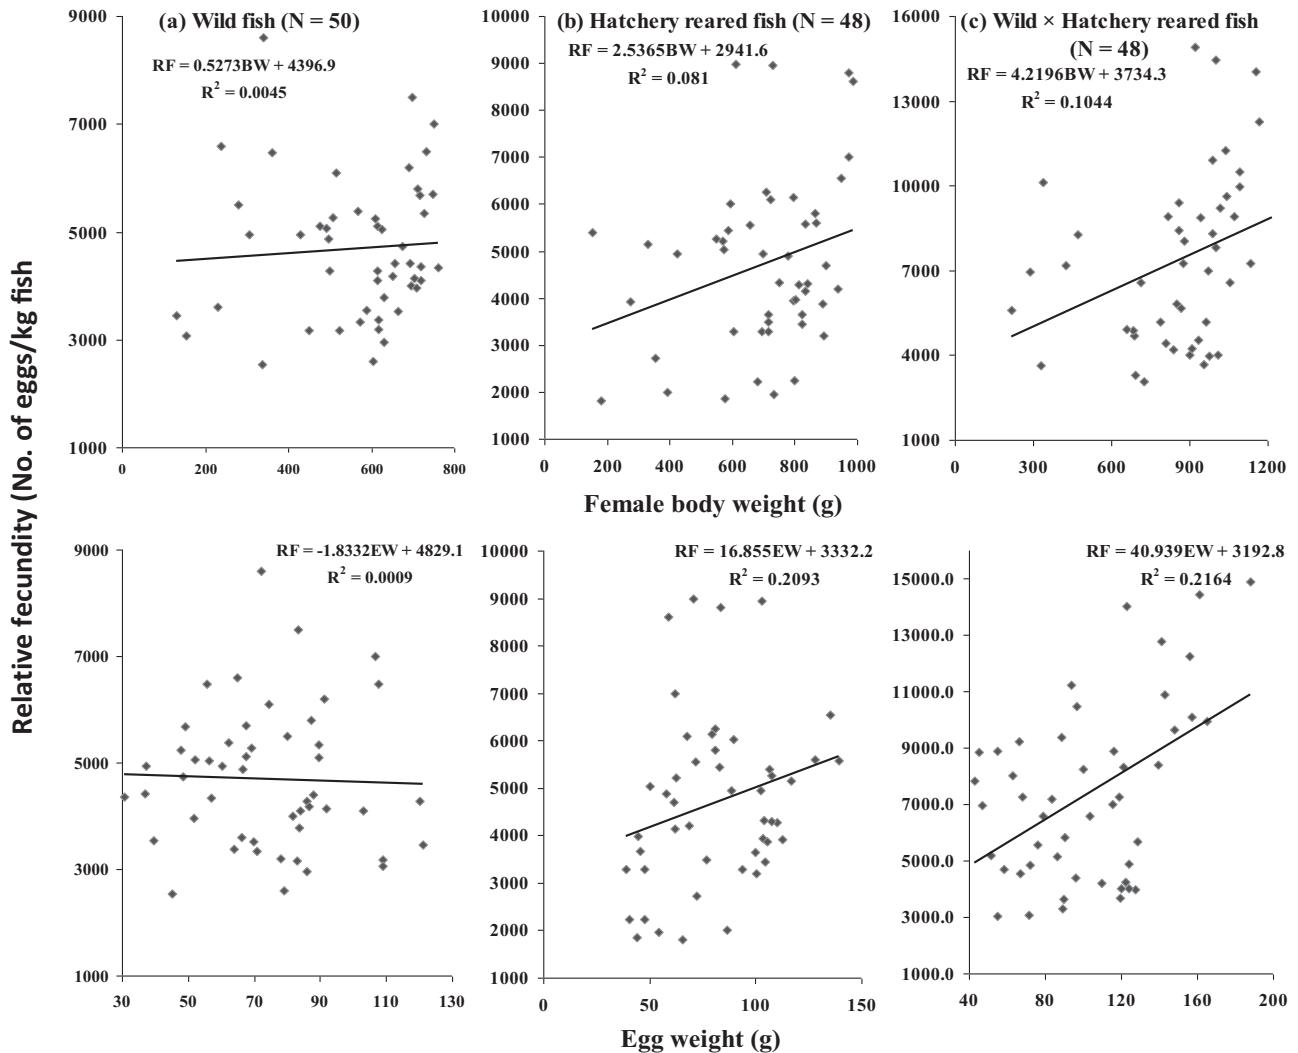 Relative fecundity (No. of eggs/kg fish
(a) Wild fish (N = 50)
RF = 0.5273BW + 4396.9
R² = 0.0045
9000
7000
5000
3000
1000
0 200 400 600 800
(b) Hatchery reared fish (N = 48)
RF = 2.5365BW + 2941.6
R² = 0.081
10000
9000
8000
7000
6000
5000
4000
3000
2000
1000
0 200 400 600 800 1000
(c) Wild × Hatchery reared fish
(N = 48)
RF = 4.2196BW + 3734.3
R² = 0.1044
16000
13000
10000
7000
4000
1000
0 300 600 900 1200
Female body weight (g)
RF = -1.8332EW + 4829.1
R² = 0.0009
9000
7000
5000
3000
1000
30 50 70 90 110 130
RF = 16.855EW + 3332.2
R² = 0.2093
10000
9000
8000
7000
6000
5000
4000
3000
2000
1000
0 50 100 150
RF = 40.939EW + 3192.8
R² = 0.2164
15000.0
13000.0
11000.0
9000.0
7000.0
5000.0
3000.0
1000.0
40 80 120 160 200
Egg weight (g)